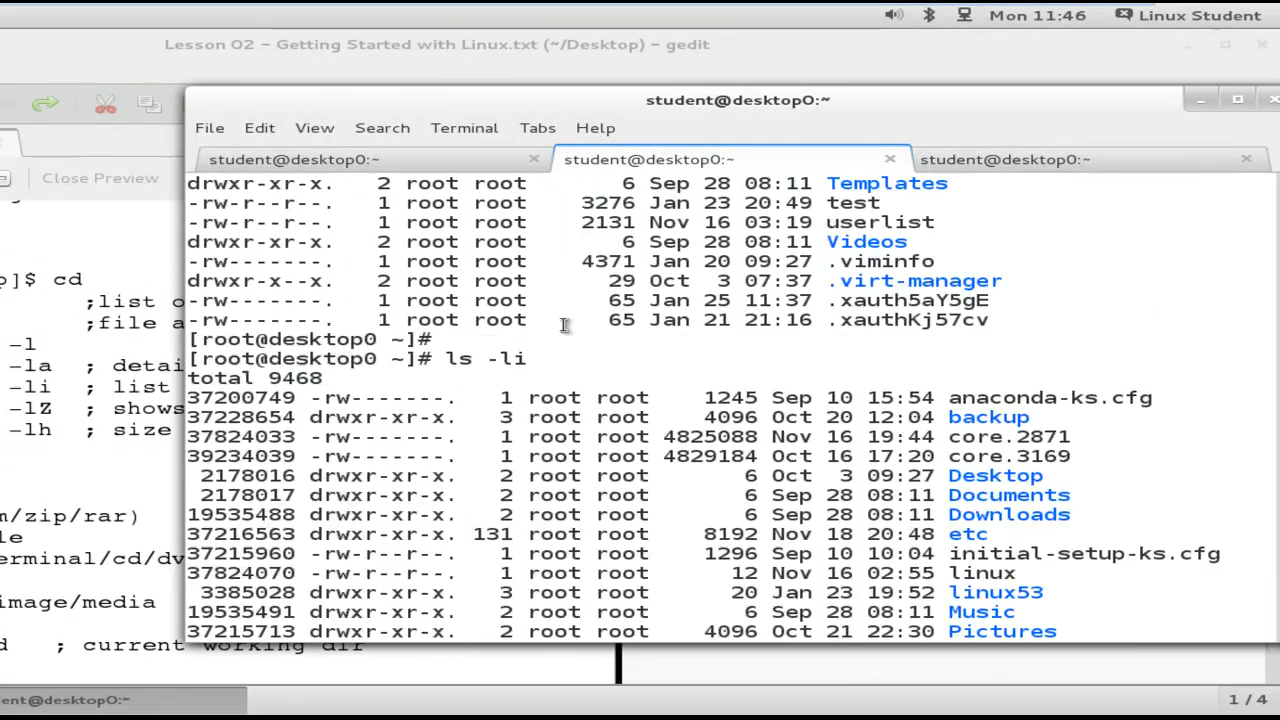 Mon 11:46 Linux Student
Lesson 02 - Getting Started with Linux.txt (~/Desktop) - gedit
student@desktop0:~
File Edit View Search Terminal Tabs Help
student@desktop0:~ student@desktop0:~ student@desktop0:~
Close Preview
drwxr-xr-x. 2 root root 6 Sep 28 08:11 Templates
-rw-r--r--. 1 root root 3276 Jan 23 20:49 test
-rw-r--r--. 1 root root 2131 Nov 16 03:19 userlist
drwxr-xr-x. 2 root root 6 Sep 28 08:11 Videos
-rw-------. 1 root root 4371 Jan 20 09:27 .viminfo
drwxr-x---. 2 root root 29 Oct 3 07:37 .virt-manager
-rw-------. 1 root root 65 Jan 25 11:37 .xauth5aY5gE
-rw-------. 1 root root 65 Jan 21 21:16 .xauthKj57cv
[root@desktop0 ~]#
[root@desktop0 ~]# ls -li
total 9468
37200749 -rw-------. 1 root root 1245 Sep 10 15:54 anaconda-ks.cfg
37228654 drwxr-xr-x. 3 root root 4096 Oct 20 12:04 backup
37824033 -rw-------. 1 root root 4825088 Nov 16 19:44 core.2871
39234039 -rw-------. 1 root root 4829184 Oct 16 17:20 core.3169
2178016 drwxr-xr-x. 2 root root 6 Oct 3 09:27 Desktop
2178017 drwxr-xr-x. 2 root root 6 Sep 28 08:11 Documents
19535488 drwxr-xr-x. 2 root root 6 Sep 28 08:11 Downloads
37216563 drwxr-xr-x. 131 root root 8192 Nov 18 20:48 etc
37215960 -rw-r--r--. 1 root root 1296 Sep 10 10:04 initial-setup-ks.cfg
37824070 -rw-r--r--. 1 root root 12 Nov 16 02:55 linux
3385028 drwxr-xr-x. 3 root root 20 Jan 23 19:52 linux53
19535491 drwxr-xr-x. 2 root root 6 Sep 28 08:11 Music
37215713 drwxr-xr-x. 2 root root 4096 Oct 21 22:30 Pictures
p]$ cd
;list o
;file a
-l
-la ; detai
-li ; list
-lZ ; shows
-lh ; size
m/zip/rar)
le
erminal/cd/dv
image/media
d ; current working dir
ent@desktop0:~
1 / 4